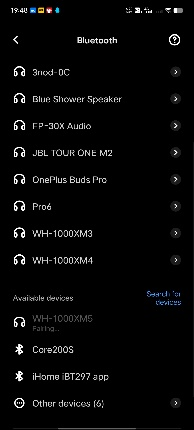 19:48
Bluetooth
3nod-0C
Blue Shower Speaker
FP-30X Audio
JBL TOUR ONE M2
OnePlus Buds Pro
Pro6
WH-1000XM3
WH-1000XM4
Available devices
Search for
devices
WH-1000XM5
Pairing...
Core200S
iHome iBT297 app
Other devices (6)